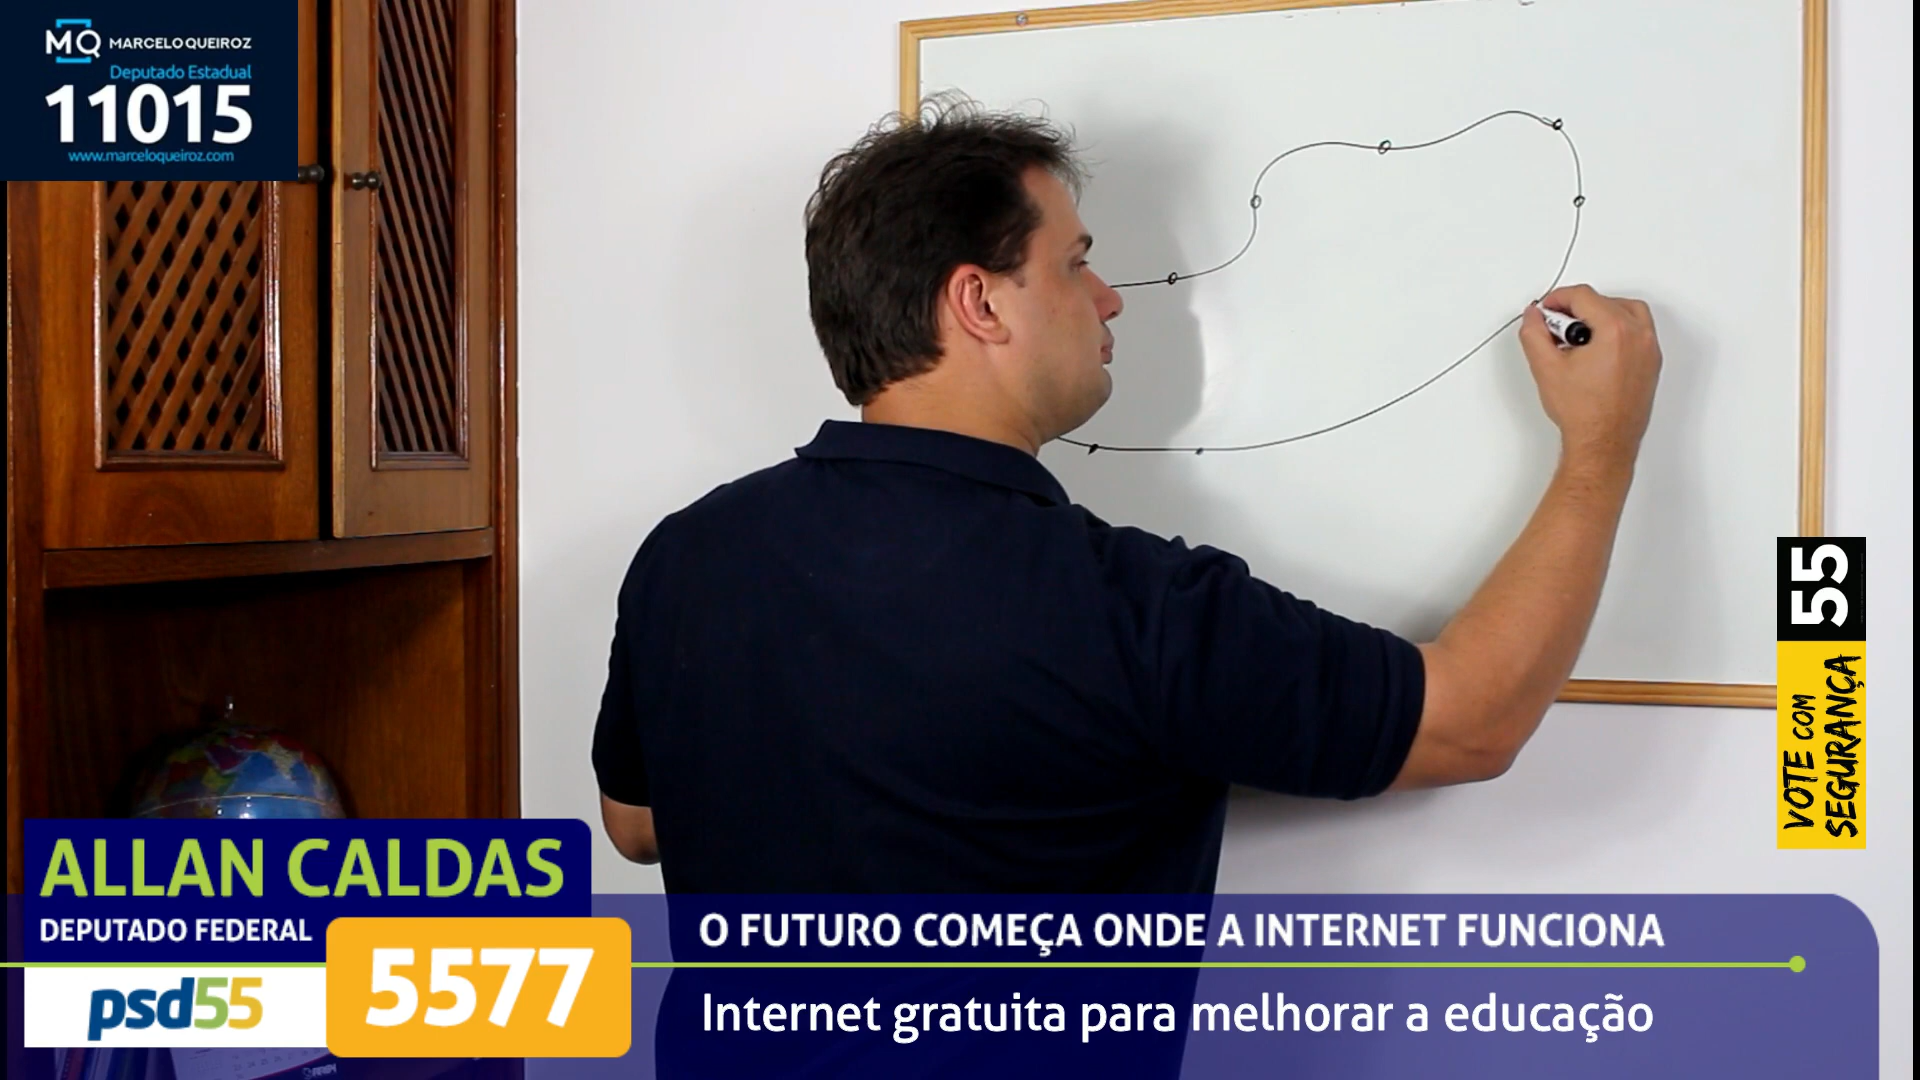 MQ MARCELO QUEIROZ
Deputado Estadual
11015
www.marceloqueiroz.com
55
VOTE COM
SEGURANÇA
ALLAN CALDAS
DEPUTADO FEDERAL
5577
psd55
O FUTURO COMEÇA ONDE A INTERNET FUNCIONA
Internet gratuita para melhorar a educação